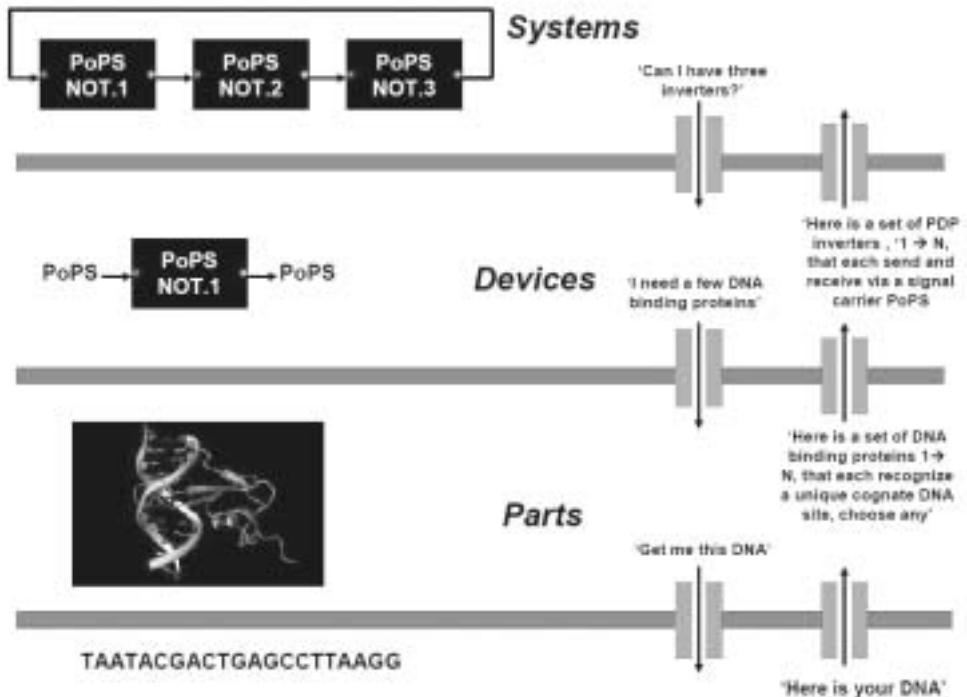 Systems
PoPS
NOT.1
PoPS
NOT.2
PoPS
NOT.3
'Can I have three
inverters?'
'Here is a set of PDP
inverters , '1 → N,
that each send and
receive via a signal
carrier PoPS
PoPS
PoPS
NOT.1
PoPS
Devices
'I need a few DNA
binding proteins'
'Here is a set of DNA
binding proteins 1→
N, that each recognize
a unique cognate DNA
site, choose any'
Parts
'Get me this DNA'
TAATACGACTGAGCCTTAAGG
'Here is your DNA'